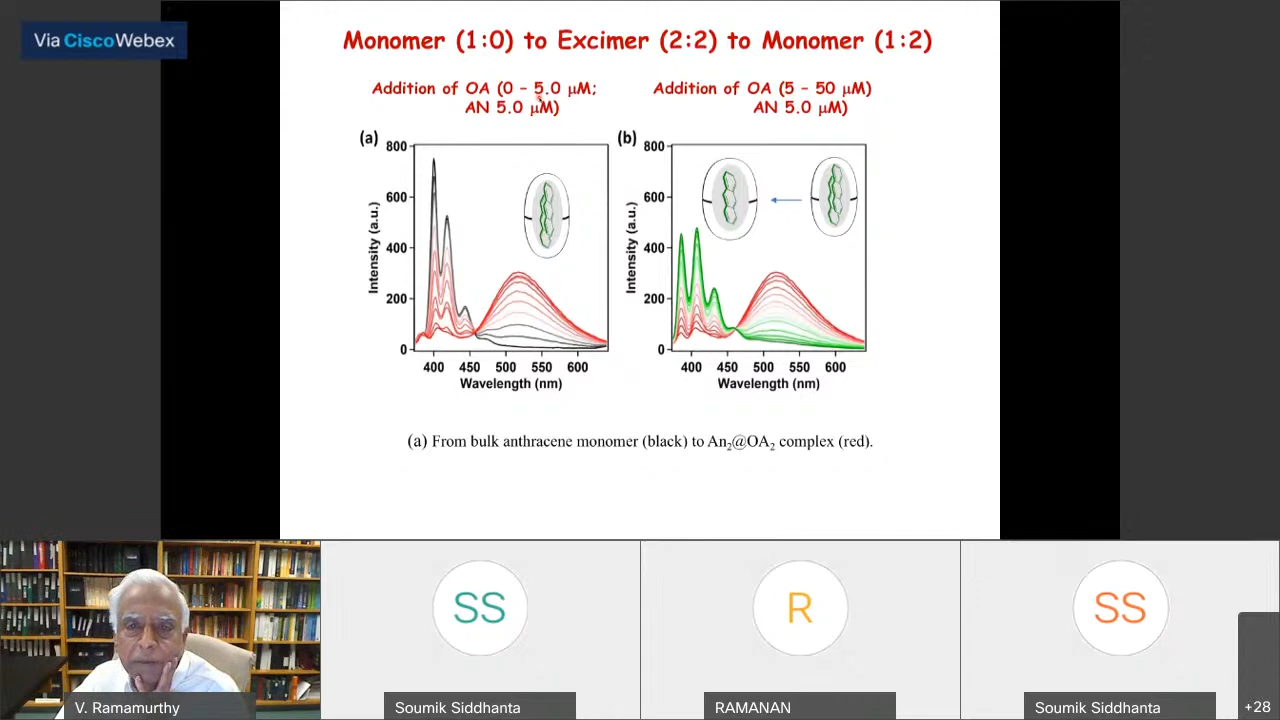 Via Cisco Webex
Monomer (1:0) to Excimer (2:2) to Monomer (1:2)
Addition of OA (0 – 5.0 μM;
AN 5.0 μM)
Addition of OA (5 – 50 μM)
AN 5.0 μM)
(a)
800
600
400
200
0
Intensity (a.u.)
400 450 500 550 600
Wavelength (nm)
(b)
800
600
400
200
0
Intensity (a.u.)
400 450 500 550 600
Wavelength (nm)
(a) From bulk anthracene monomer (black) to An2@OA2 complex (red).
SS
R
SS
V. Ramamurthy
Soumik Siddhanta
RAMANAN
Soumik Siddhanta
+28